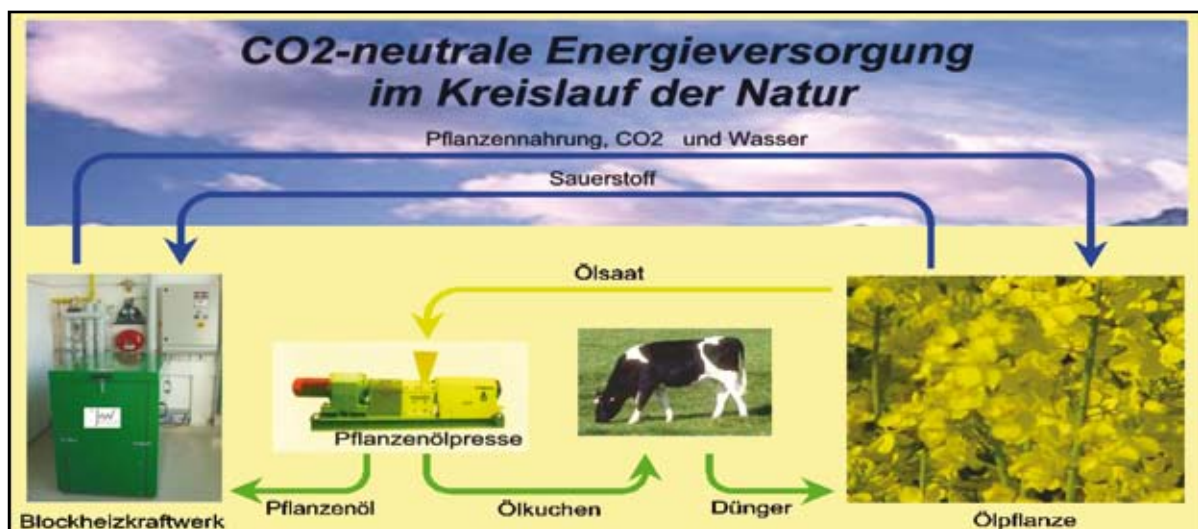 CO2-neutrale Energieversorgung
im Kreislauf der Natur
Pflanzennahrung, CO2 und Wasser
Sauerstoff
Ölsaat
Pflanzenölpresse
Pflanzenöl
Ölkuchen
Dünger
Blockheizkraftwerk
Ölpflanze